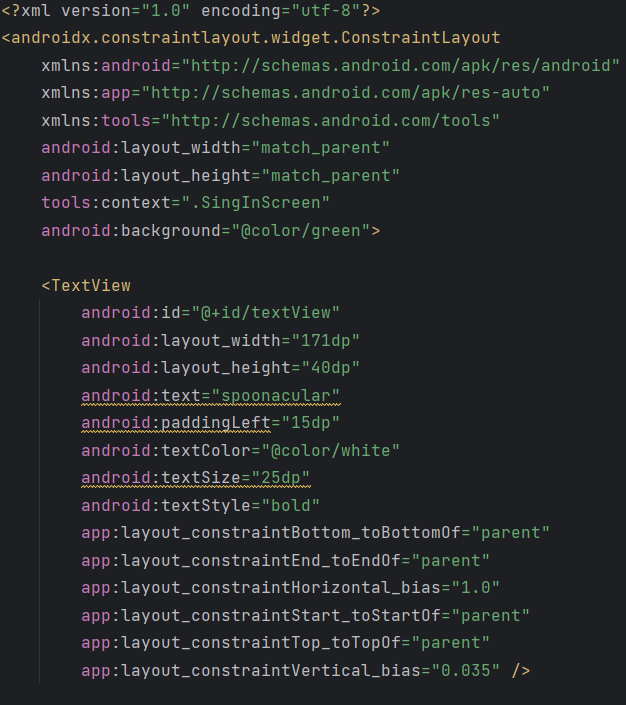 <?xml version="1.0" encoding="utf-8"?>
<androidx.constraintlayout.widget.ConstraintLayout
    xmlns:android="http://schemas.android.com/apk/res/android"
    xmlns:app="http://schemas.android.com/apk/res-auto"
    xmlns:tools="http://schemas.android.com/tools"
    android:layout_width="match_parent"
    android:layout_height="match_parent"
    tools:context=".SingInScreen"
    android:background="@color/green">

    <TextView
        android:id="@+id/textView"
        android:layout_width="171dp"
        android:layout_height="40dp"
        android:text="spoonacular"
        android:paddingLeft="15dp"
        android:textColor="@color/white"
        android:textSize="25dp"
        android:textStyle="bold"
        app:layout_constraintBottom_toBottomOf="parent"
        app:layout_constraintEnd_toEndOf="parent"
        app:layout_constraintHorizontal_bias="1.0"
        app:layout_constraintStart_toStartOf="parent"
        app:layout_constraintTop_toTopOf="parent"
        app:layout_constraintVertical_bias="0.035" />